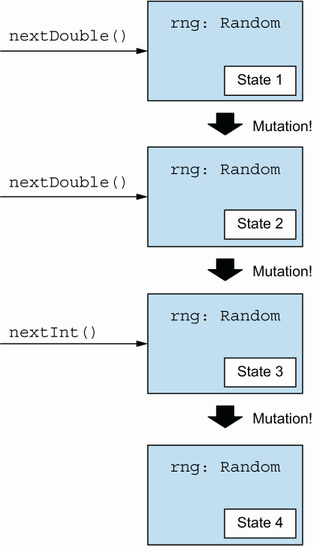 nextDouble()
rng: Random
State 1
Mutation!
nextDouble()
rng: Random
State 2
Mutation!
nextInt()
rng: Random
State 3
Mutation!
rng: Random
State 4